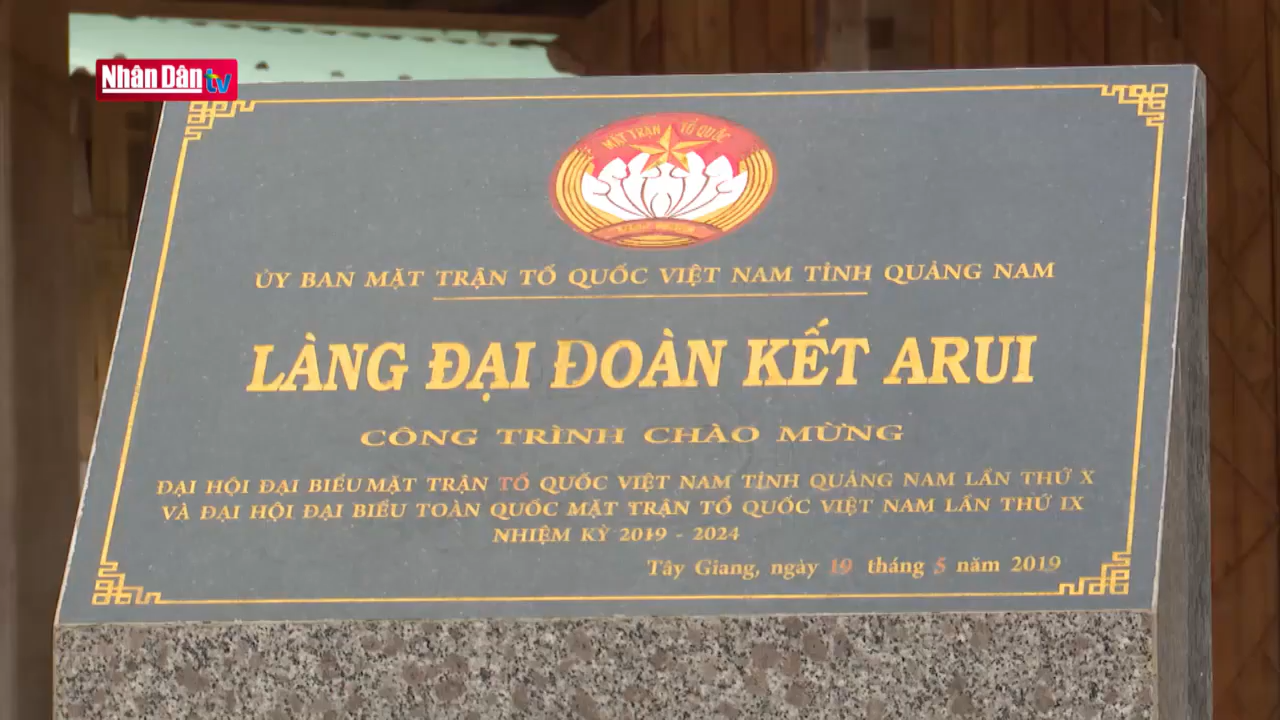 Nhân Dân tv
MẶT TRẬN TỔ QUỐC
ỦY BAN MẶT TRẬN TỔ QUỐC VIỆT NAM TỈNH QUẢNG NAM
LÀNG ĐẠI ĐOÀN KẾT ARUI
CÔNG TRÌNH CHÀO MỪNG
ĐẠI HỘI ĐẠI BIỂU MẶT TRẬN TỔ QUỐC VIỆT NAM TỈNH QUẢNG NAM LẦN THỨ X
VÀ ĐẠI HỘI ĐẠI BIỂU TOÀN QUỐC MẶT TRẬN TỔ QUỐC VIỆT NAM LẦN THỨ IX
NHIỆM KỲ 2019 - 2024
Tây Giang, ngày 19 tháng 5 năm 2019